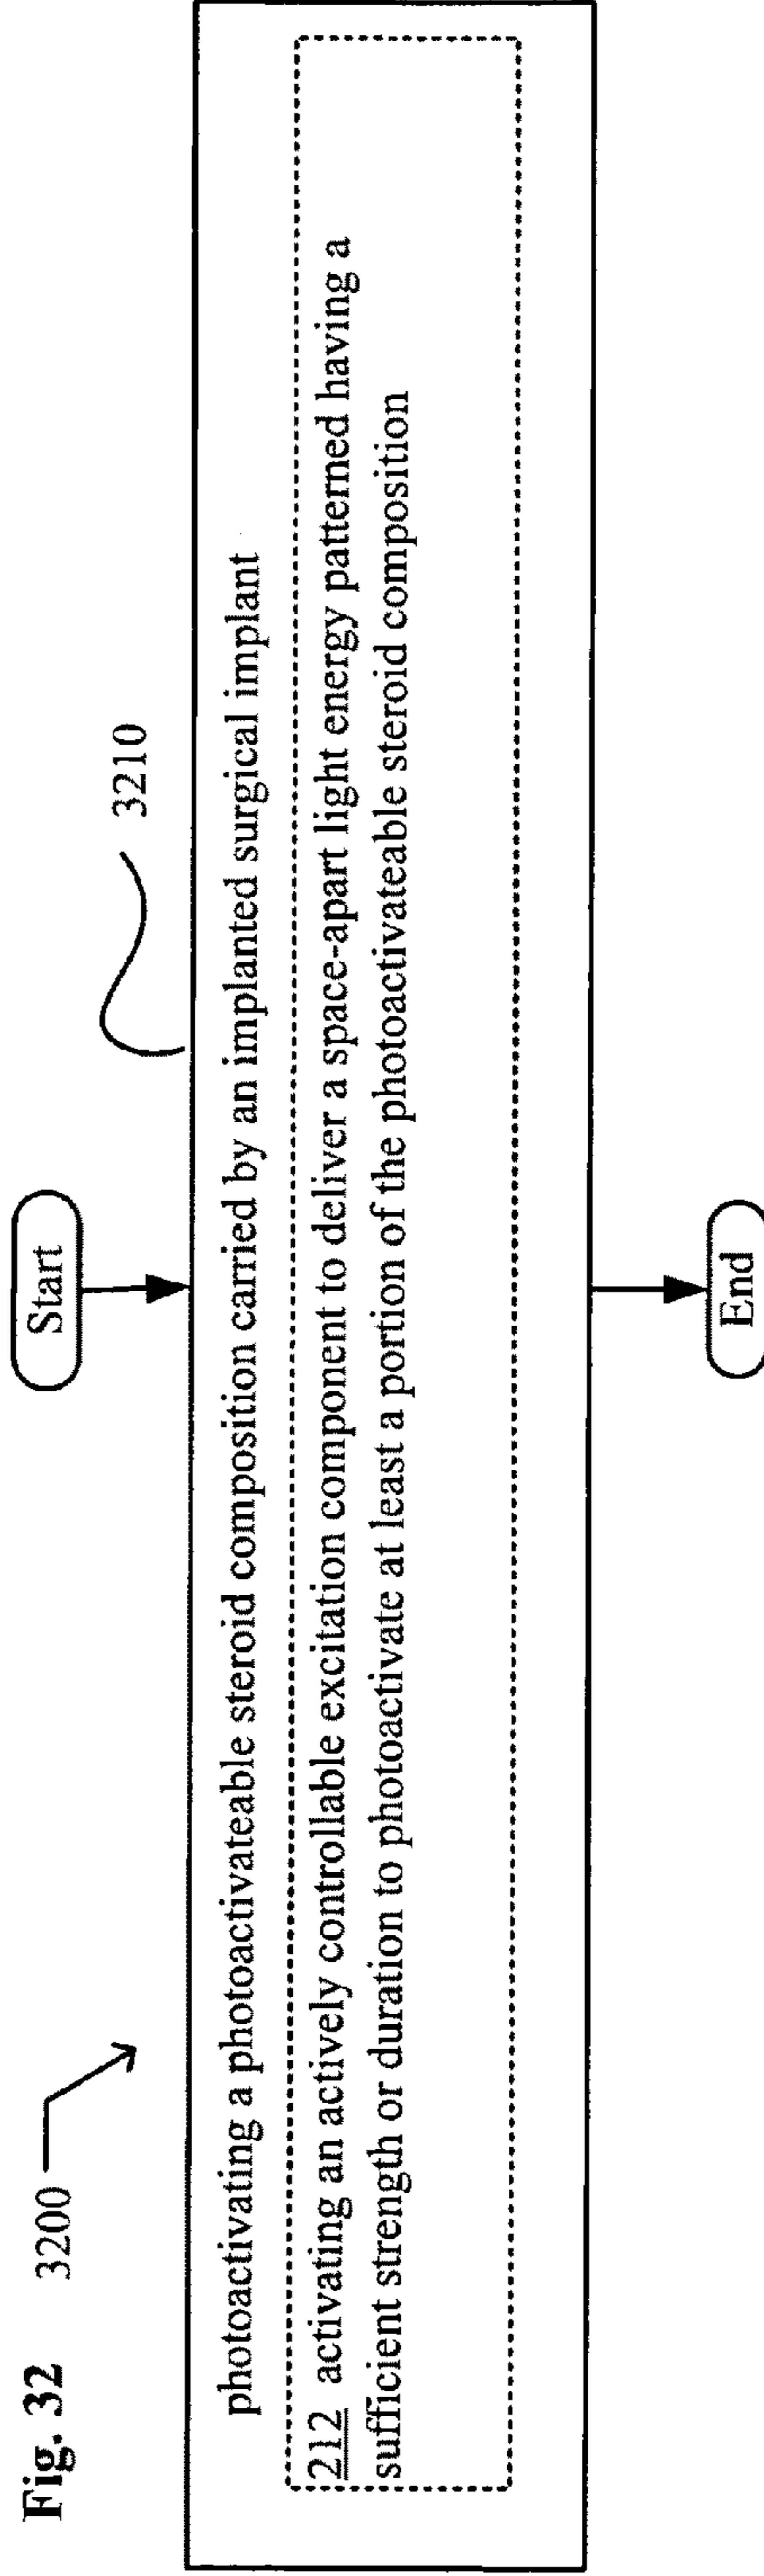 Fig. 32
3200
Start
3210
photoactivating a photoactivateable steroid composition carried by an implanted surgical implant
212 activating an actively controllable excitation component to deliver a space-apart light energy patterned having a
sufficient strength or duration to photoactivate at least a portion of the photoactivateable steroid composition
End